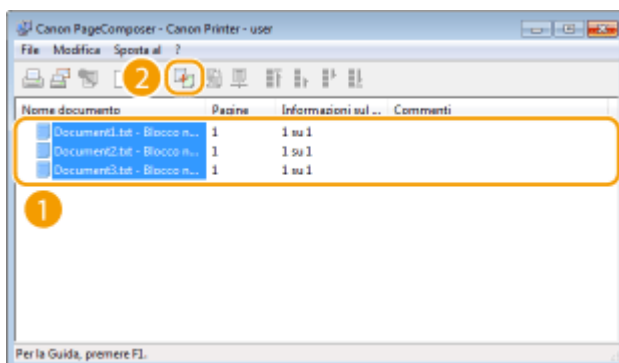 Canon PageComposer - Canon Printer - user
File Modifica Sposta al ?
2
Nome documento Pagine Informazioni sul ... Commenti
Document1.txt - Blocco n... 1 1 su 1
Document2.txt - Blocco n... 1 1 su 1
Document3.txt - Blocco n... 1 1 su 1
1
Per la Guida, premere F1.